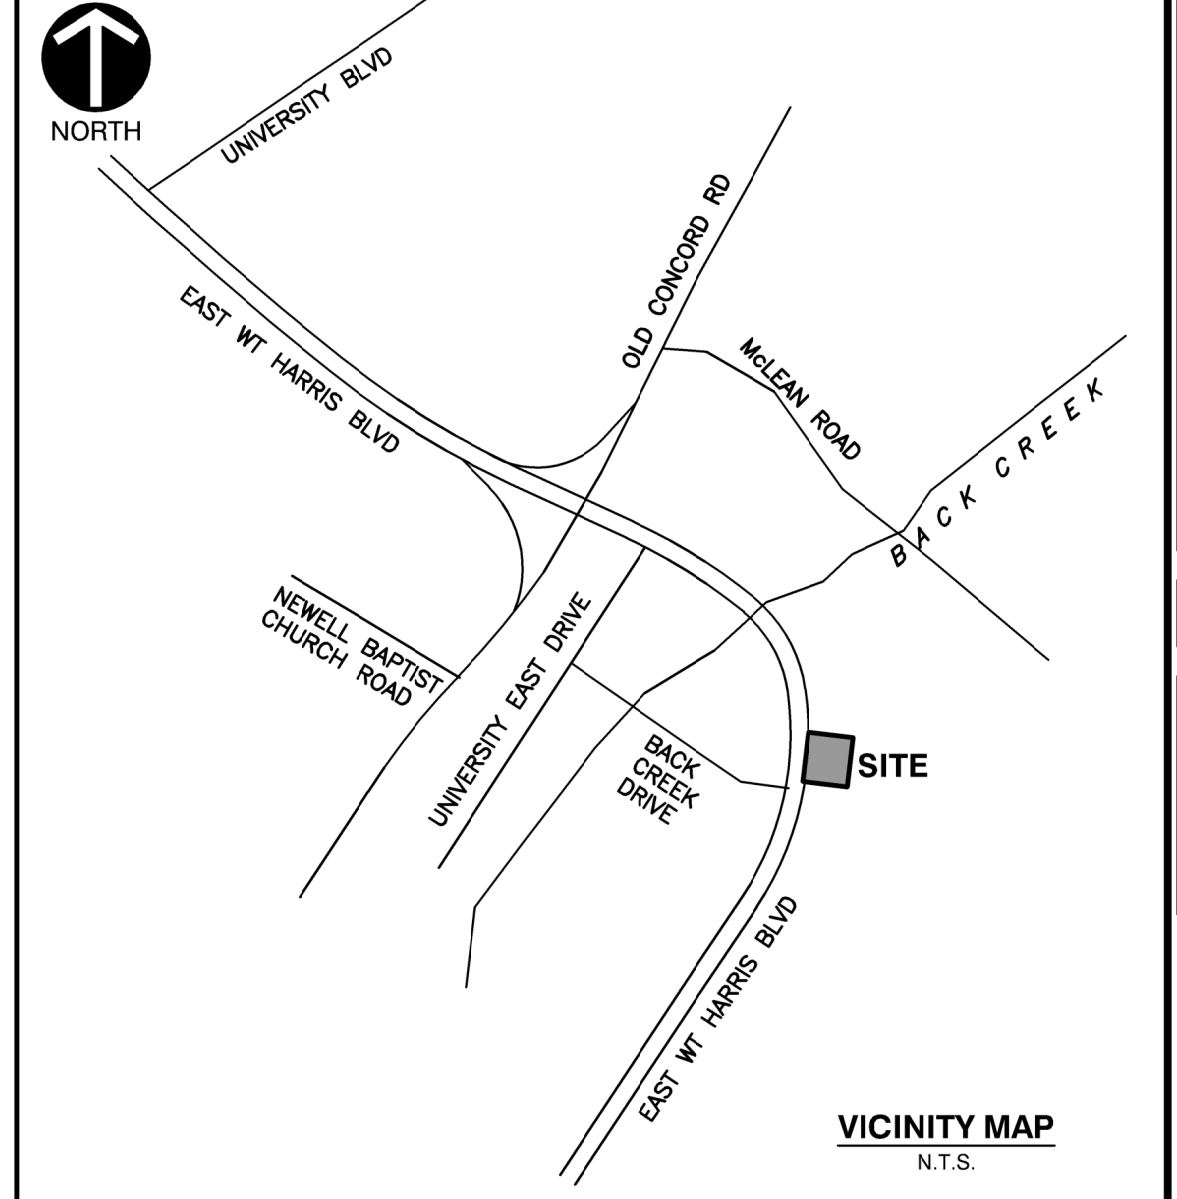 NORTH
UNIVERSITY BLVD
OLD CONCORD RD
EAST WT HARRIS BLVD
McLEAN ROAD
BACK CREEK
NEWELL BAPTIST
CHURCH ROAD
UNIVERSITY EAST DRIVE
BACK
CREEK
DRIVE
SITE
EAST WT HARRIS BLVD
VICINITY MAP
N.T.S.